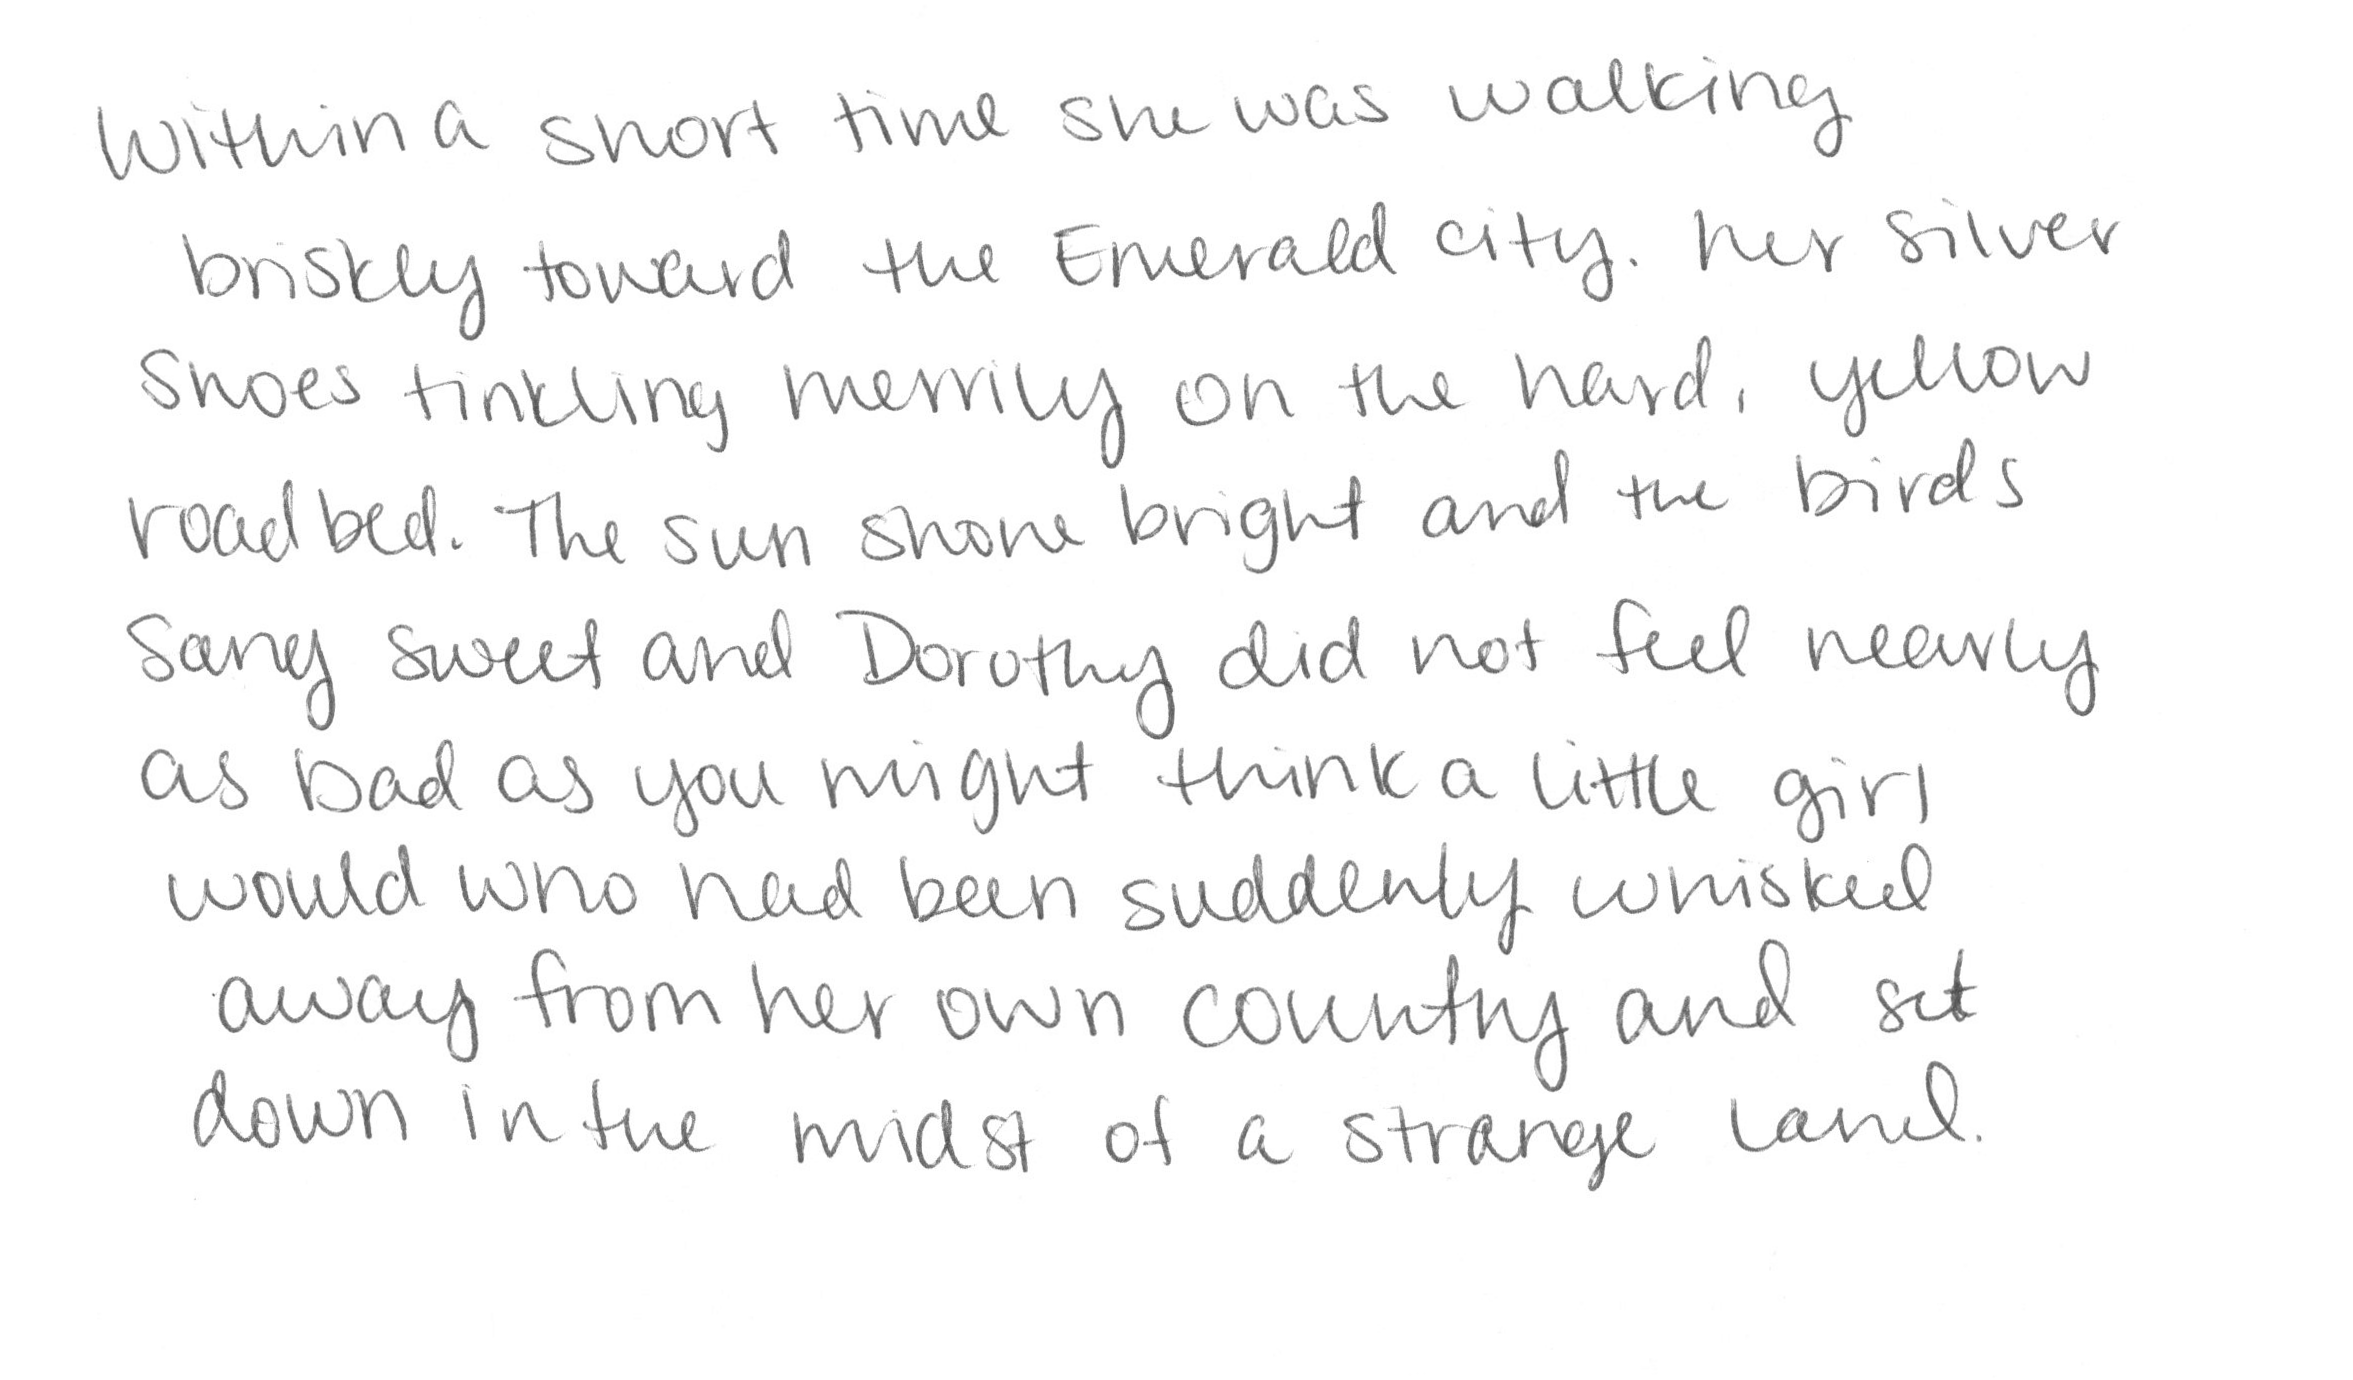 Within a short time she was walking
briskly toward the Emerald city. her silver
shoes tinkling merrily on the hard, yellow
roadbed. The sun shone bright and the birds
sang sweet and Dorothy did not feel nearly
as bad as you might think a little girl
would who had been suddenly whisked
away from her own country and set
down in the midst of a strange land.